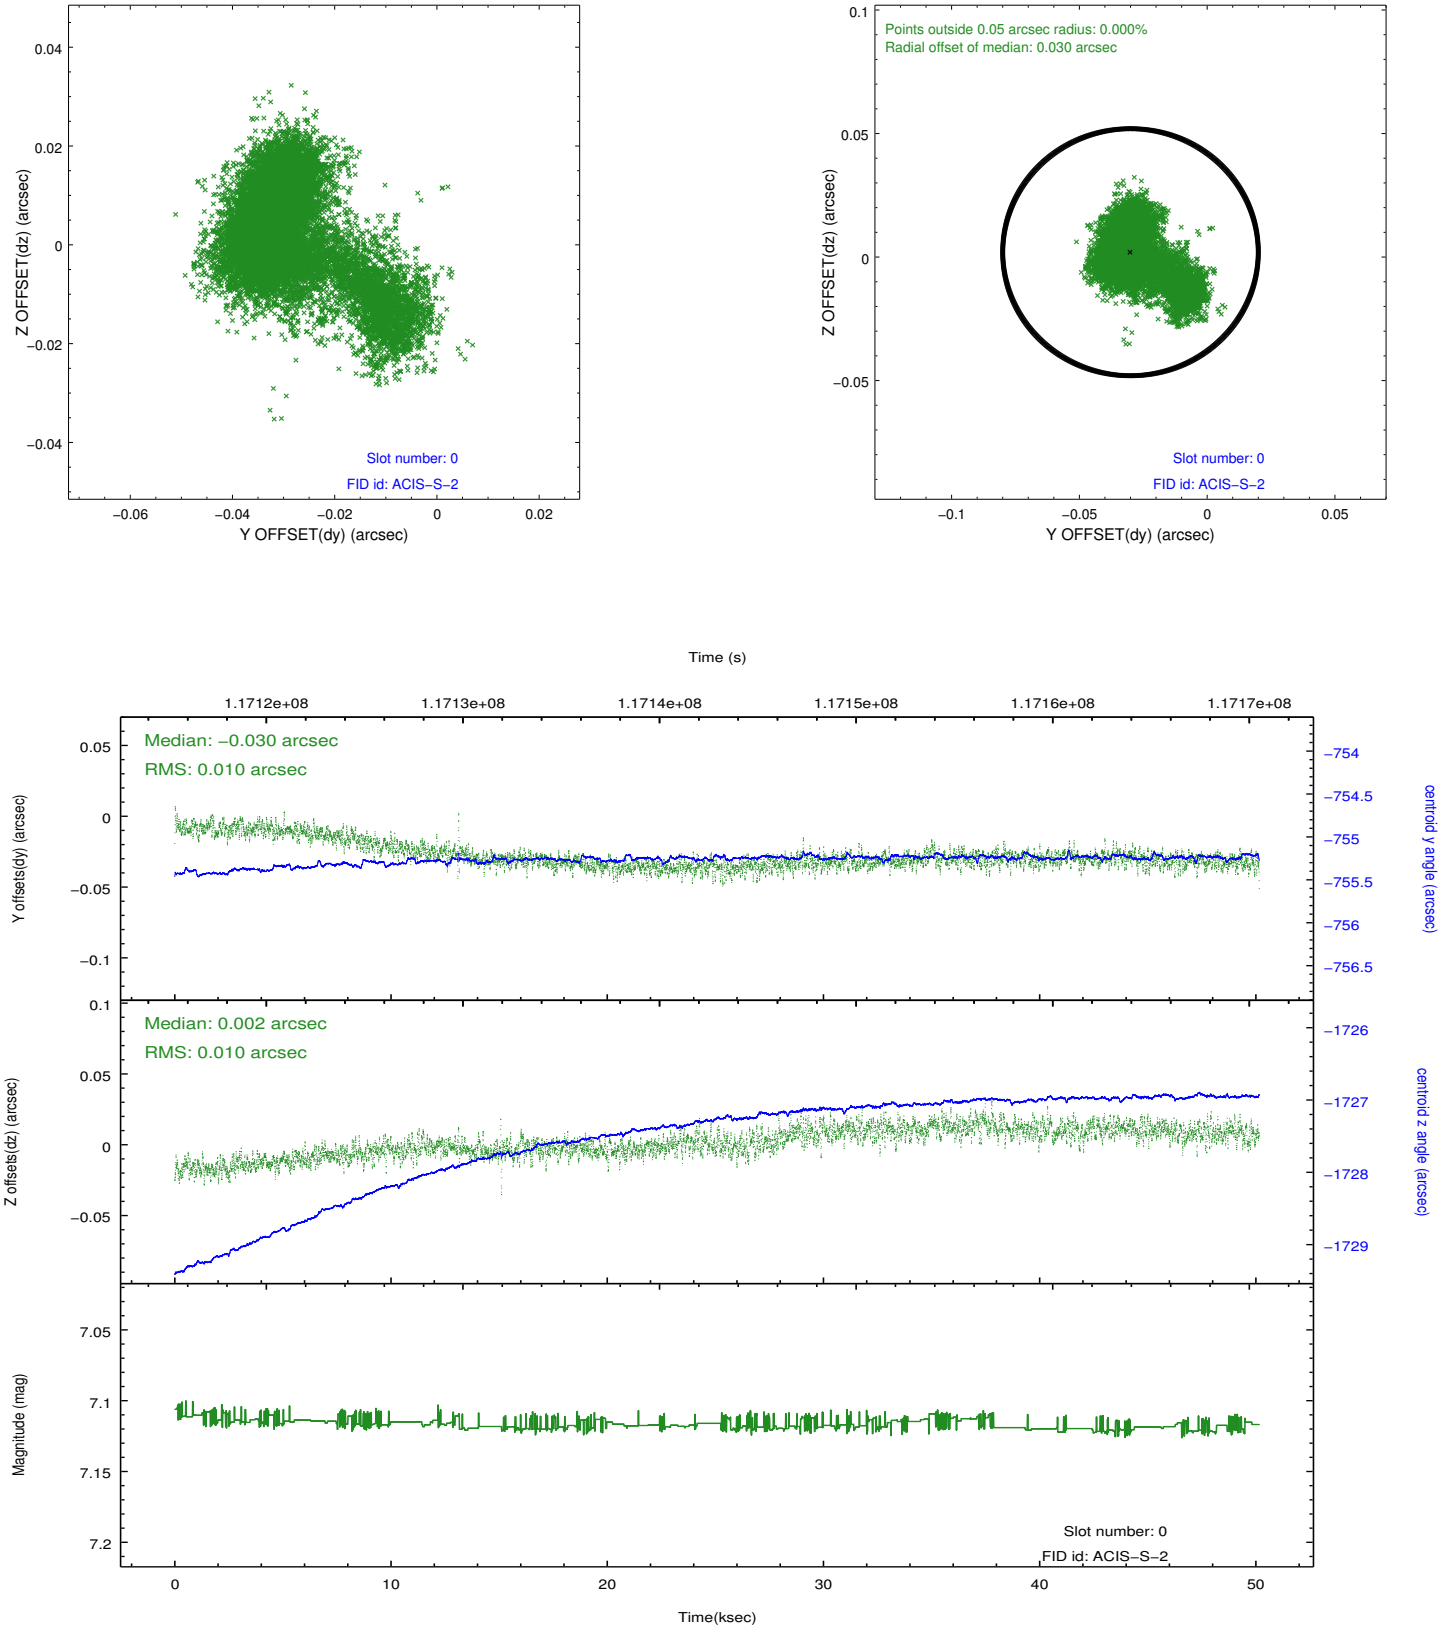 0.04
0.02
0
−0.02
−0.04
Z OFFSET(dz) (arcsec)
Slot number: 0
FID id: ACIS−S−2
−0.06
−0.04
−0.02
0
0.02
Y OFFSET(dy) (arcsec)
0.1
0.05
0
−0.05
Z OFFSET(dz) (arcsec)
Points outside 0.05 arcsec radius: 0.000%
Radial offset of median: 0.030 arcsec
Slot number: 0
FID id: ACIS−S−2
−0.1
−0.05
0
0.05
Y OFFSET(dy) (arcsec)
Time (s)
1.1712e+08
1.1713e+08
1.1714e+08
1.1715e+08
1.1716e+08
1.1717e+08
Median: −0.030 arcsec
RMS: 0.010 arcsec
0.05
0
−0.05
−0.1
Y offsets(dy) (arcsec)
−754
−754.5
−755
−755.5
−756
−756.5
centroid y angle (arcsec)
Median: 0.002 arcsec
RMS: 0.010 arcsec
0.1
0.05
0
−0.05
Z offsets(dz) (arcsec)
−1726
−1727
−1728
−1729
centroid z angle (arcsec)
7.05
7.1
7.15
7.2
Magnitude (mag)
Slot number: 0
FID id: ACIS−S−2
0
10
20
30
40
50
Time(ksec)